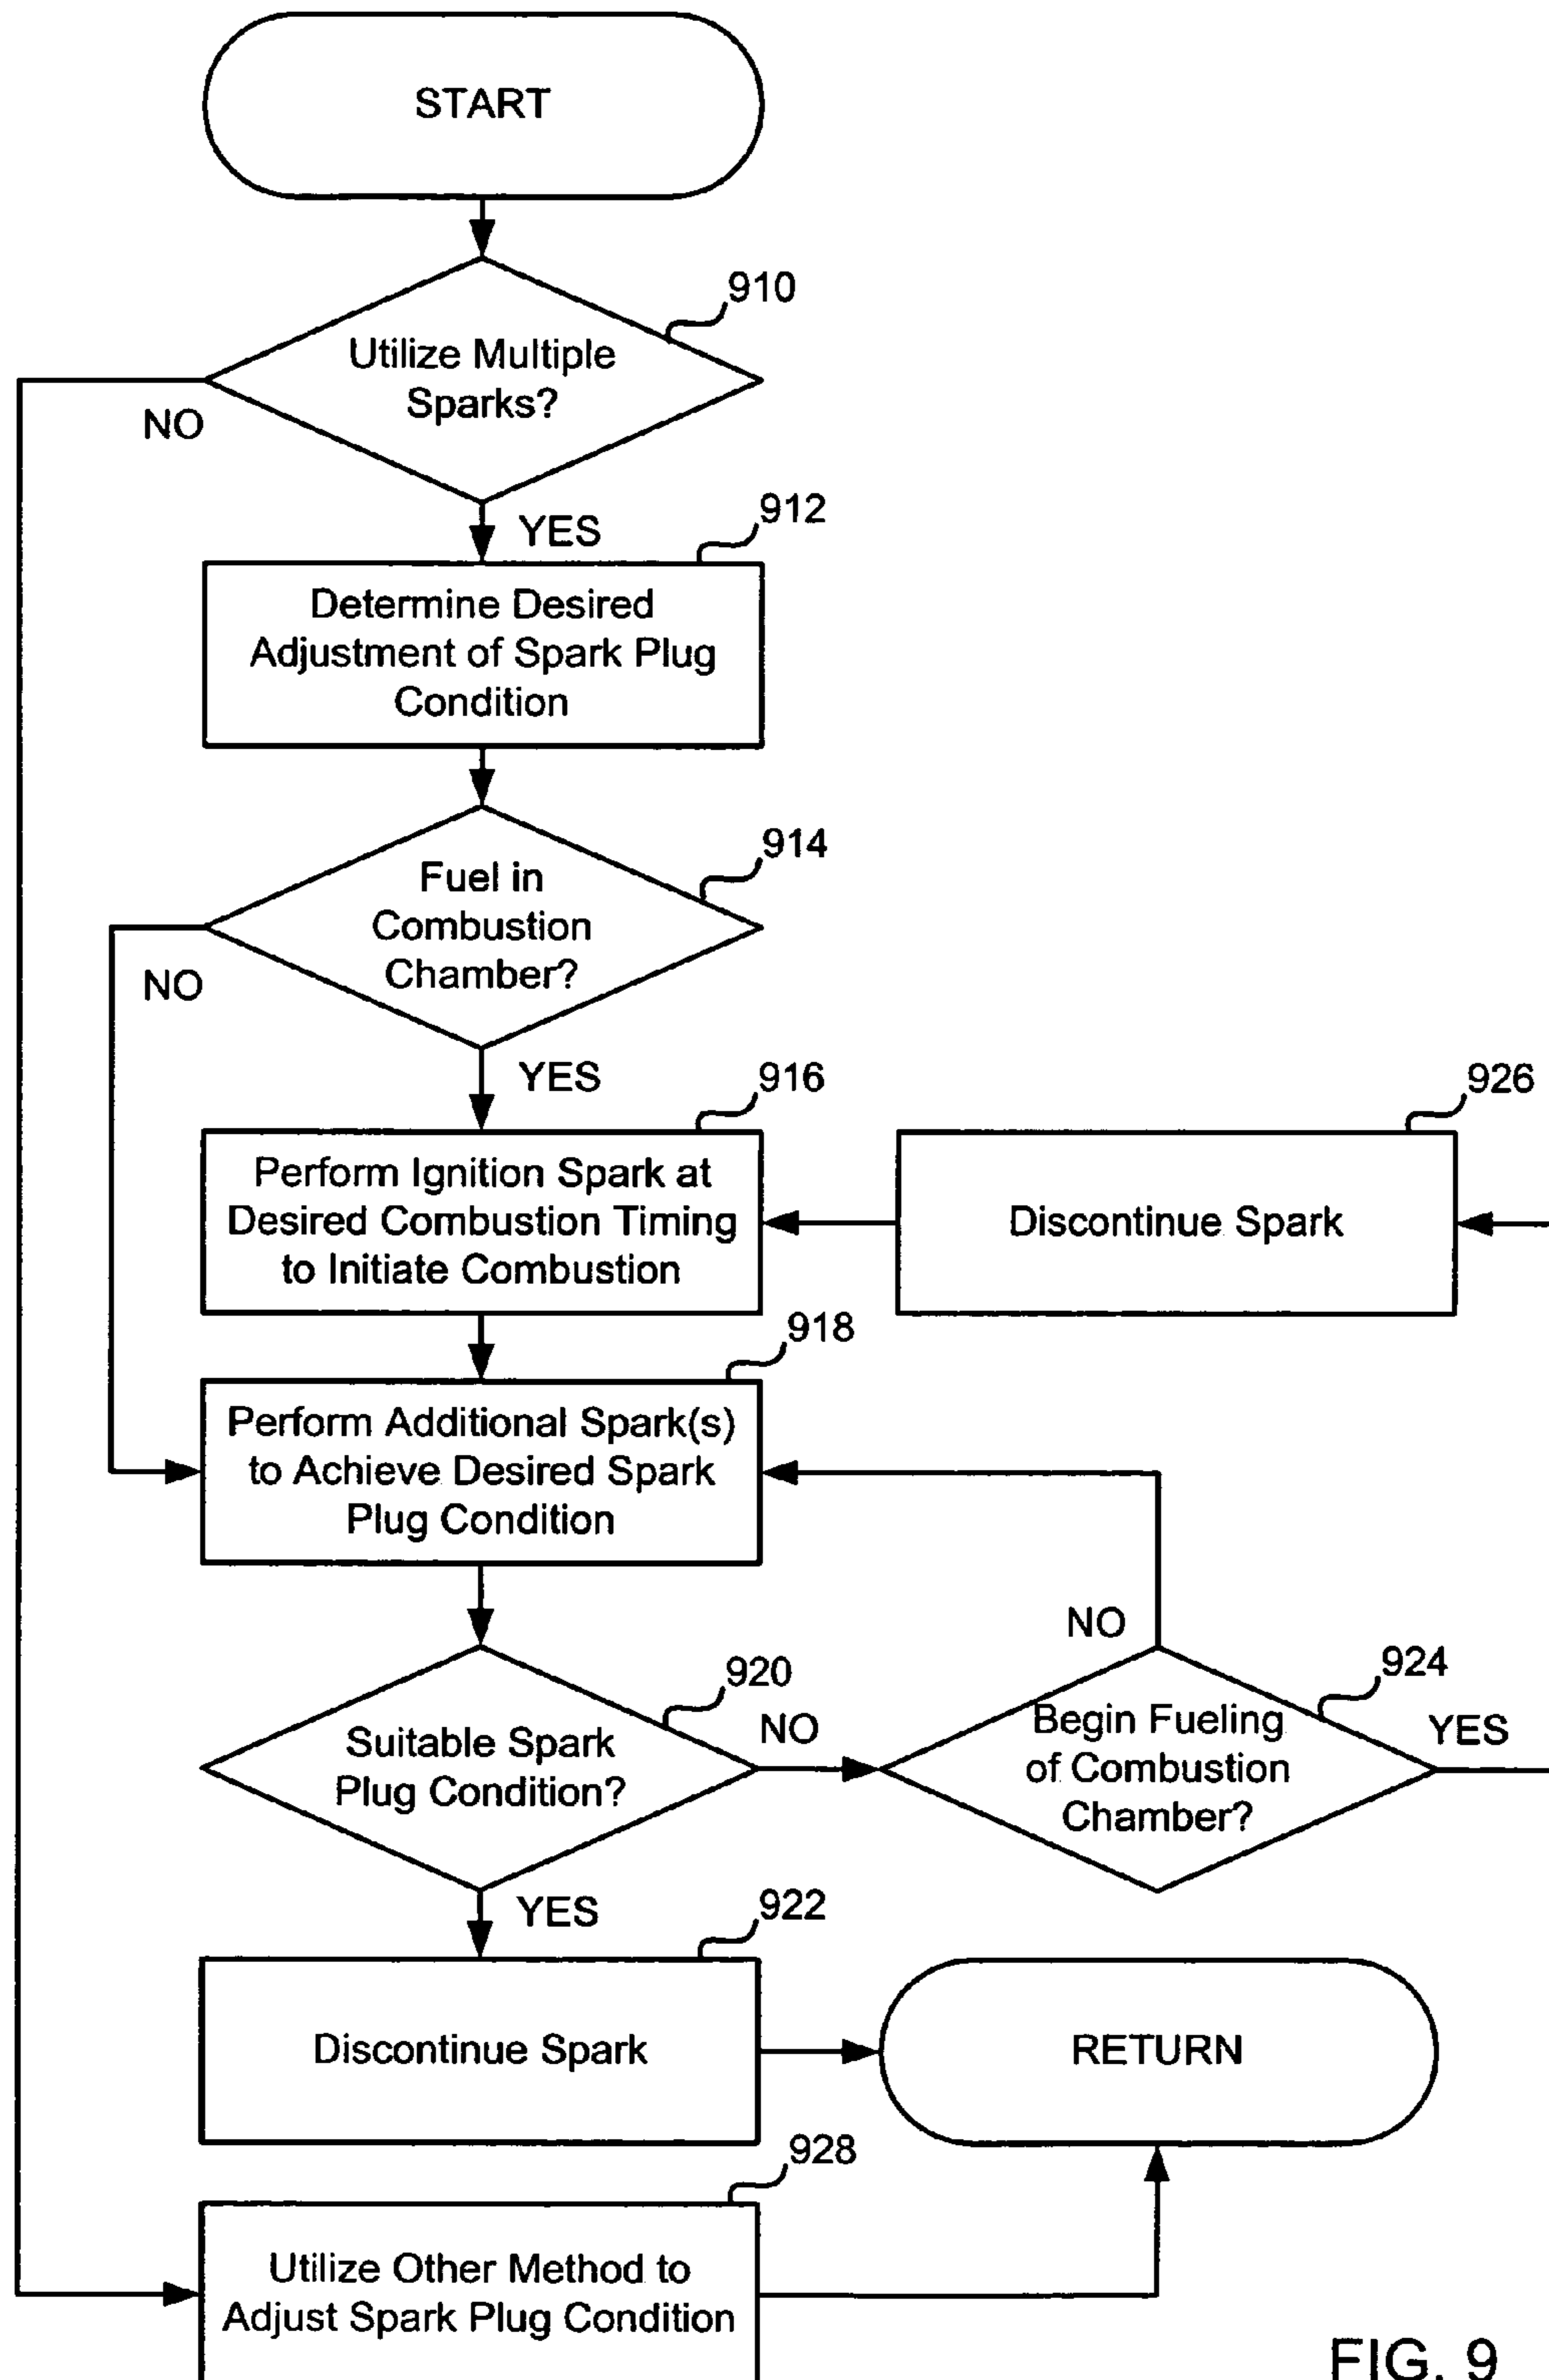 START
910
Utilize Multiple
Sparks?
NO
YES
912
Determine Desired
Adjustment of Spark Plug
Condition
914
Fuel in
Combustion
Chamber?
NO
YES
916
Perform Ignition Spark at
Desired Combustion Timing
to Initiate Combustion
926
Discontinue Spark
918
Perform Additional Spark(s)
to Achieve Desired Spark
Plug Condition
920
Suitable Spark
Plug Condition?
NO
NO
924
Begin Fueling
of Combustion
Chamber?
YES
YES
922
Discontinue Spark
RETURN
928
Utilize Other Method to
Adjust Spark Plug Condition
FIG. 9